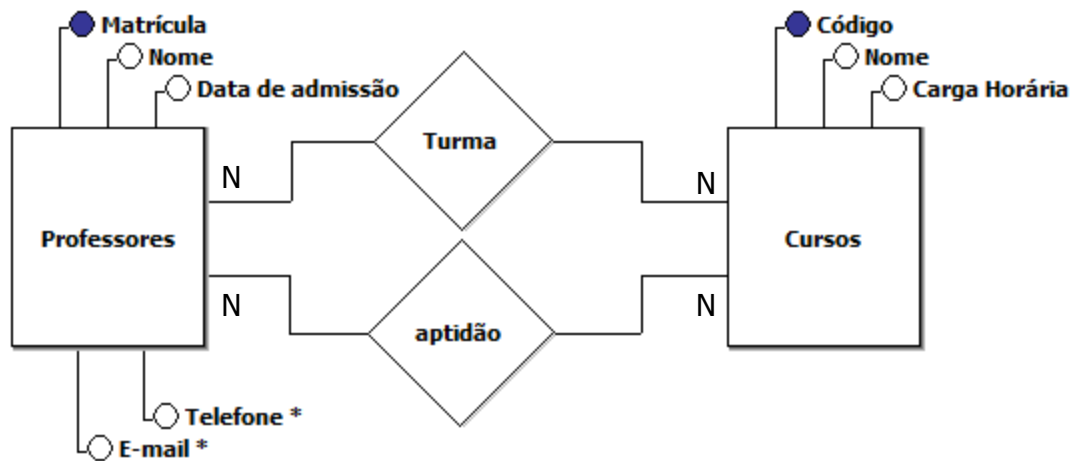 Matrícula
Nome
Data de admissão
Código
Nome
Carga Horária
Turma
N
N
Professores
Cursos
N
N
aptidão
Telefone *
E-mail *